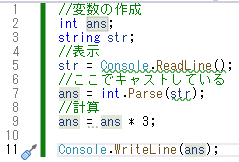 1 //変数の作成
2 int ans;
3 string str;
4 //表示
5 str = Console.ReadLine();
6 //ここでキャストしている
7 ans = int.Parse(str);
8 //計算
9 ans = ans * 3;
10
11 Console.WriteLine(ans);